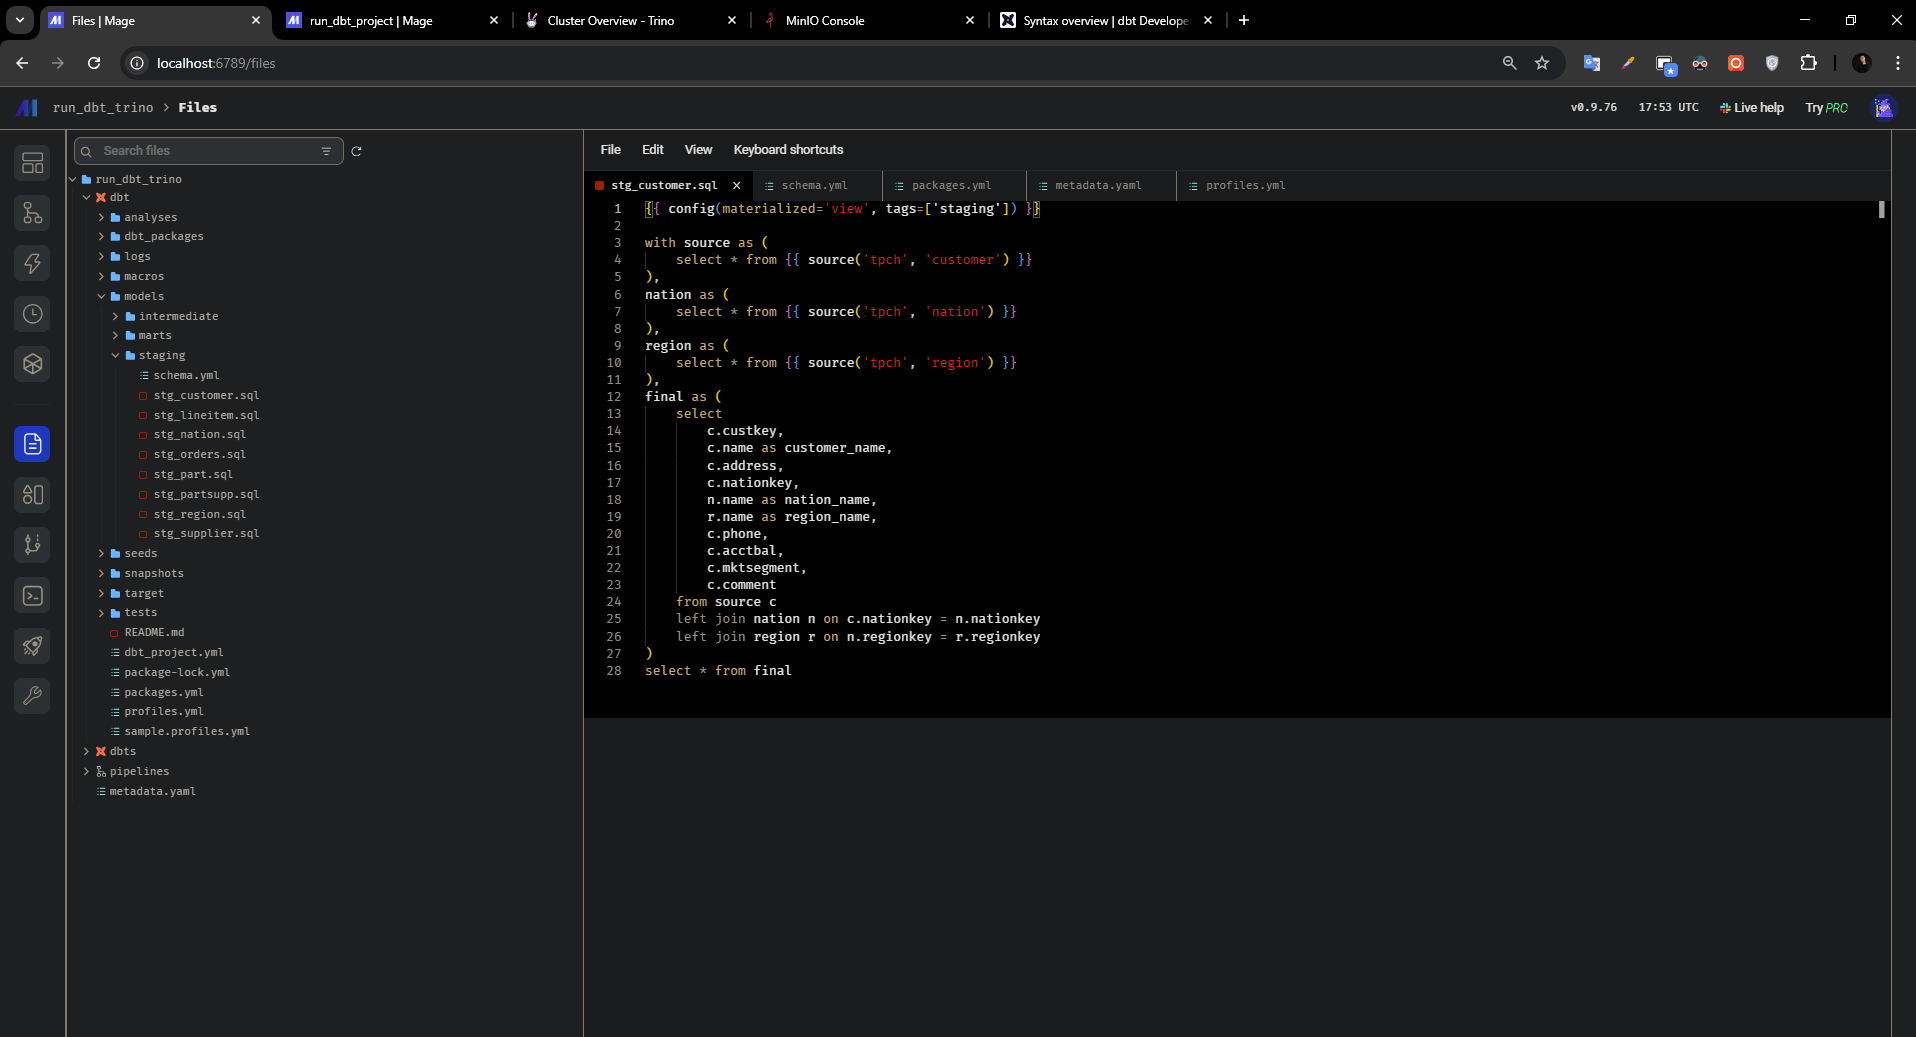 Files | Mage
run_dbt_project | Mage
Cluster Overview - Trino
MinIO Console
Syntax overview | dbt Develope
localhost:6789/files
run_dbt_trino > Files
v0.9.76
17:53 UTC
Live help
Try PRO
Search files
run_dbt_trino
dbt
analyses
dbt_packages
logs
macros
models
intermediate
marts
staging
schema.yml
stg_customer.sql
stg_lineitem.sql
stg_nation.sql
stg_orders.sql
stg_part.sql
stg_partsupp.sql
stg_region.sql
stg_supplier.sql
seeds
snapshots
target
tests
README.md
dbt_project.yml
package-lock.yml
packages.yml
profiles.yml
sample.profiles.yml
dbts
pipelines
metadata.yaml
File Edit View Keyboard shortcuts
stg_customer.sql
schema.yml
packages.yml
metadata.yaml
profiles.yml
1 {{ config(materialized='view', tags=['staging']) }}
2
3 with source as (
4 select * from {{ source('tpch', 'customer') }}
5 ),
6 nation as (
7 select * from {{ source('tpch', 'nation') }}
8 ),
9 region as (
10 select * from {{ source('tpch', 'region') }}
11 ),
12 final as (
13 select
14 c.custkey,
15 c.name as customer_name,
16 c.address,
17 c.nationkey,
18 n.name as nation_name,
19 r.name as region_name,
20 c.phone,
21 c.acctbal,
22 c.mktsegment,
23 c.comment
24 from source c
25 left join nation n on c.nationkey = n.nationkey
26 left join region r on n.regionkey = r.regionkey
27 )
28 select * from final